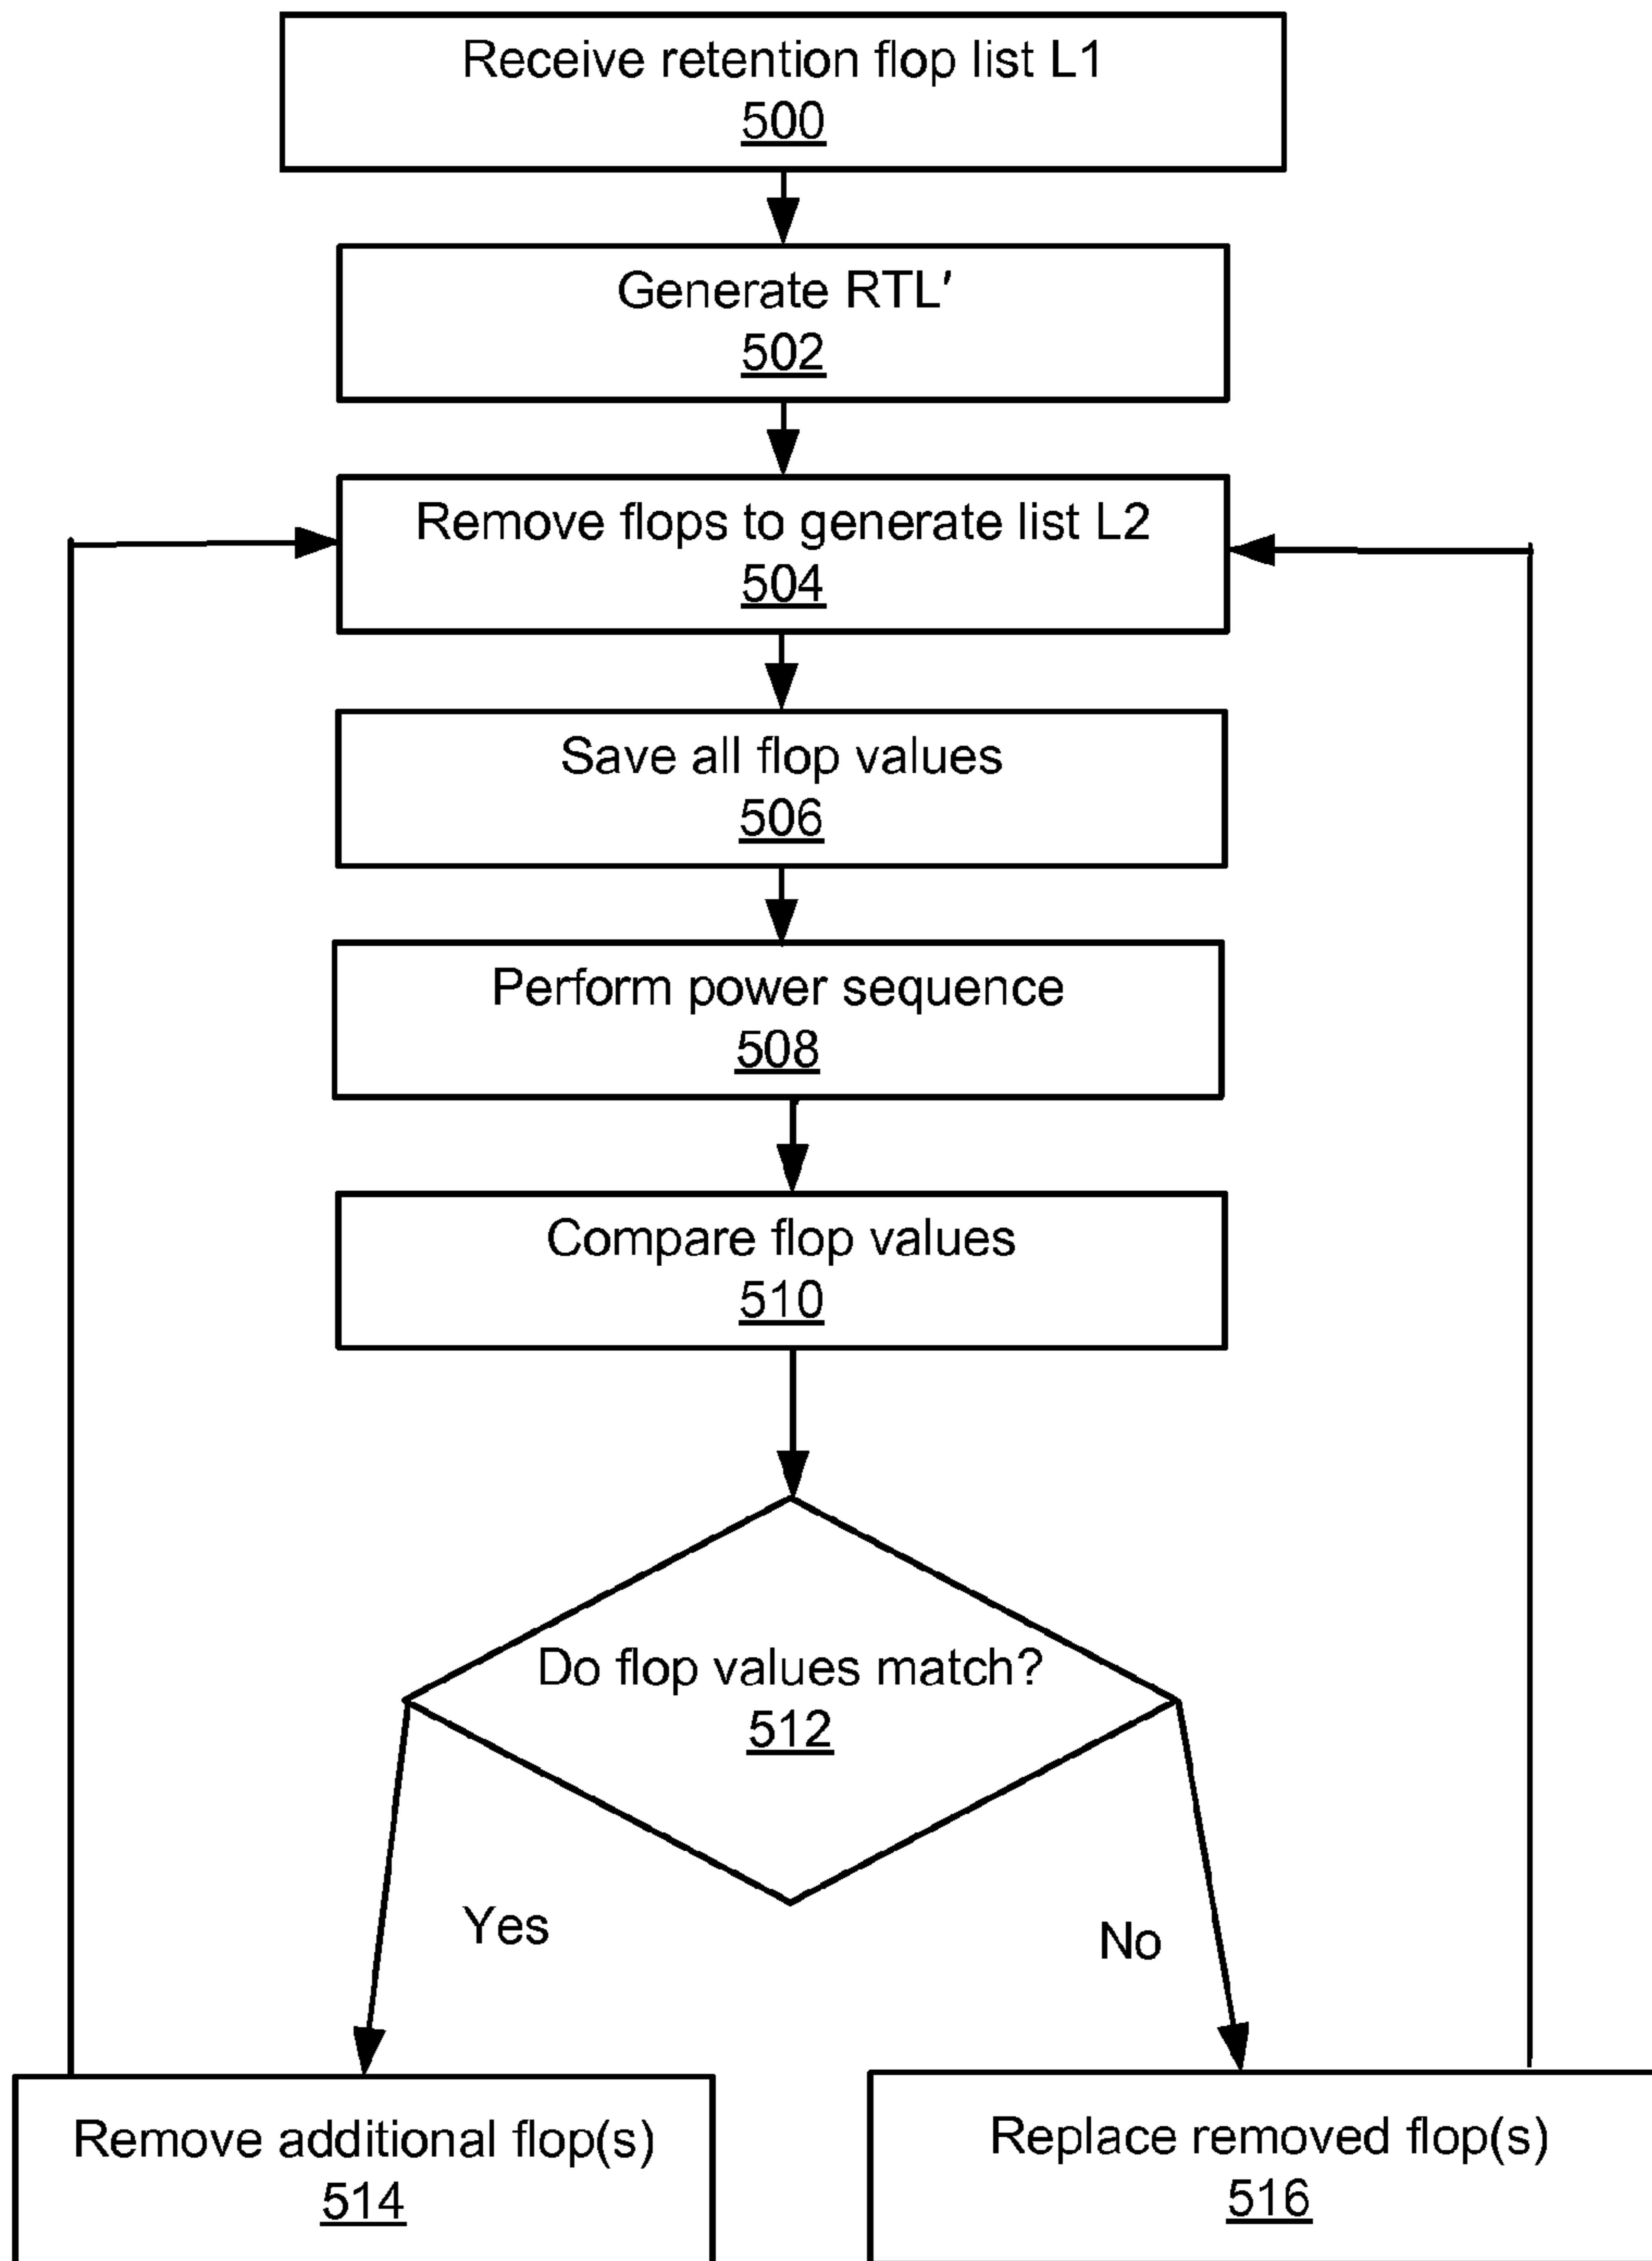 Receive retention flop list L1
500
Generate RTL′
502
Remove flops to generate list L2
504
Save all flop values
506
Perform power sequence
508
Compare flop values
510
Do flop values match?
512
Yes
No
Remove additional flop(s)
514
Replace removed flop(s)
516